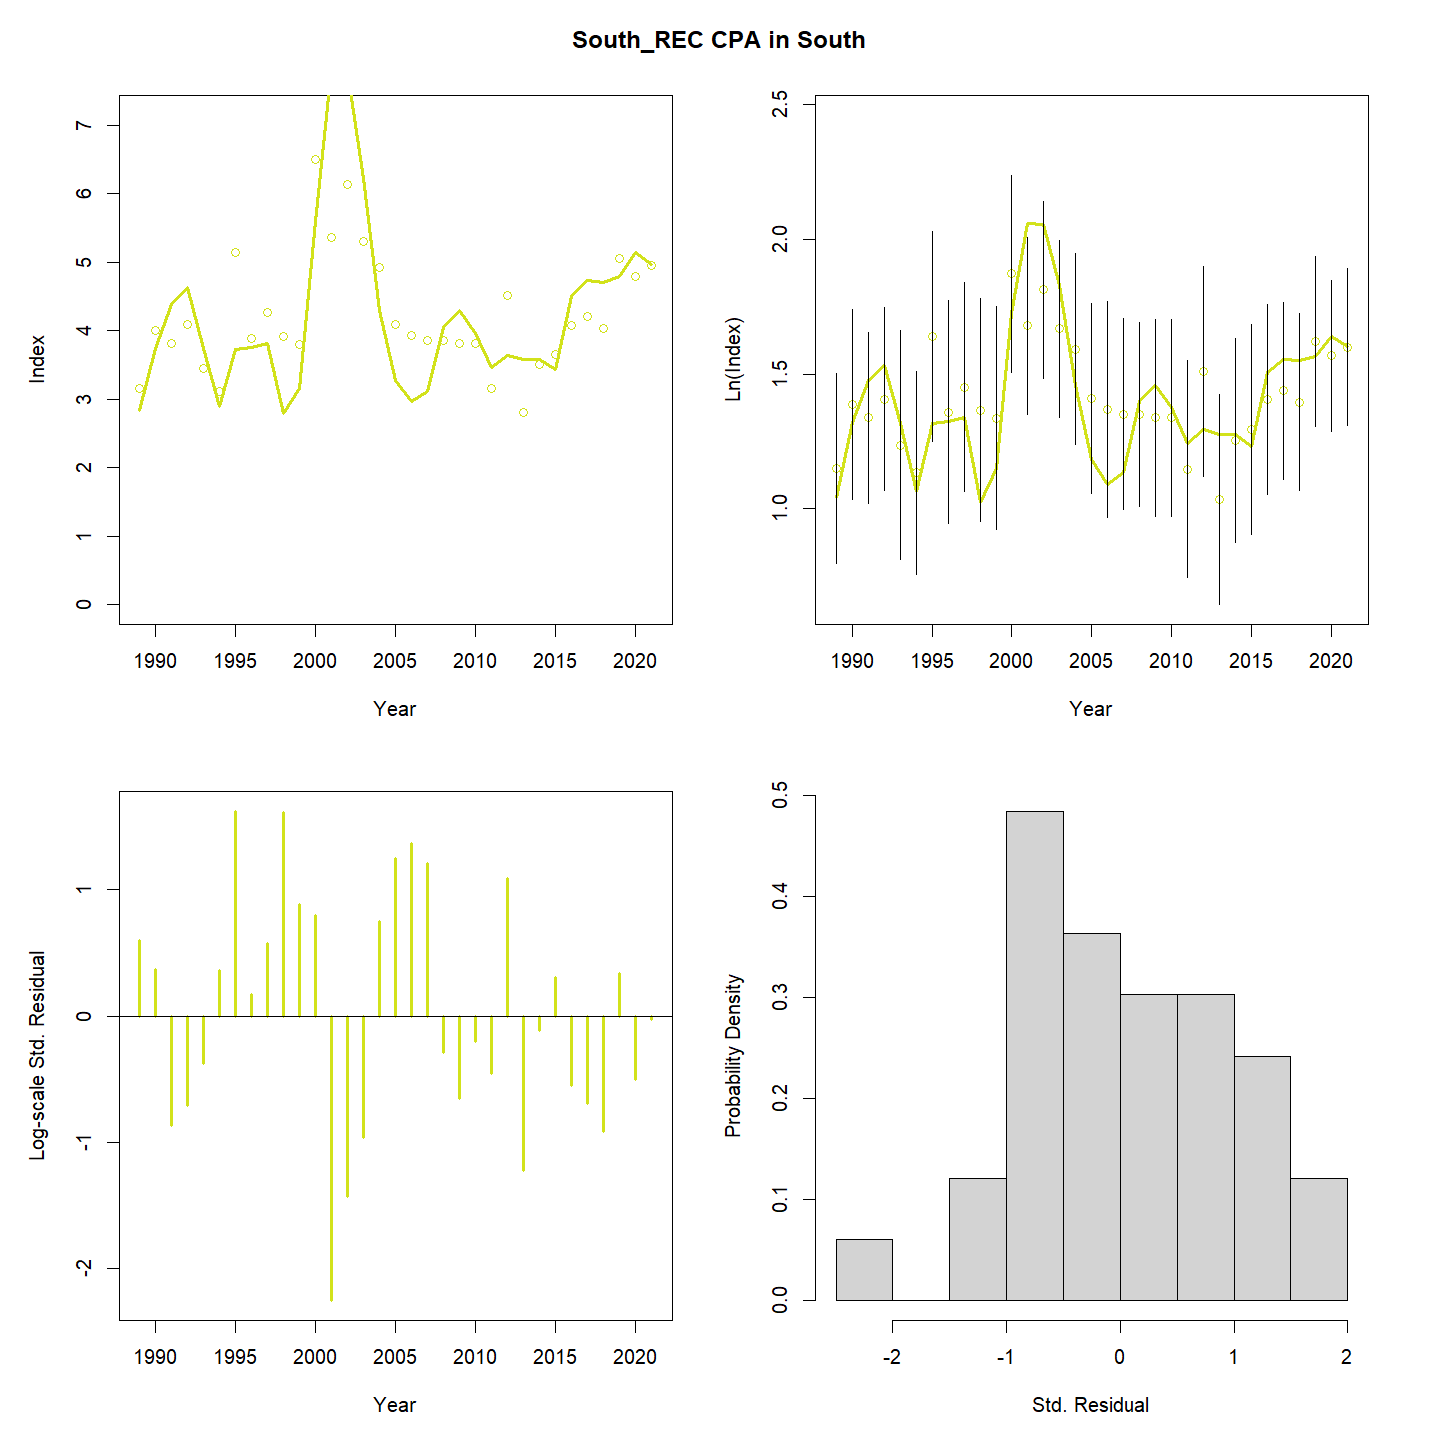 South_REC CPA in South
7
6
5
4
3
2
1
0
Index
1990 1995 2000 2005 2010 2015 2020
Year
2.5
2.0
1.5
1.0
Ln(Index)
1990 1995 2000 2005 2010 2015 2020
Year
1
0
-1
-2
Log-scale Std. Residual
1990 1995 2000 2005 2010 2015 2020
Year
0.5
0.4
0.3
0.2
0.1
0.0
Probability Density
-2 -1 0 1 2
Std. Residual